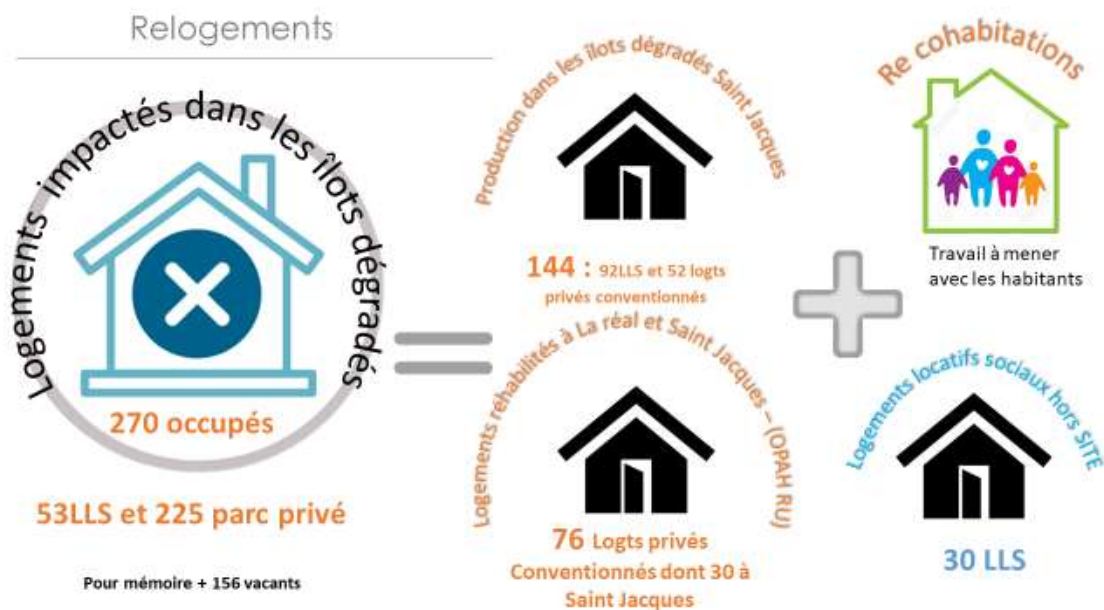 Relogements
Logements impactés dans les îlots dégradés
270 occupés
53LLS et 225 parc privé
Pour mémoire + 156 vacants
Production dans les îlots dégradés Saint Jacques
144 : 92LLS et 52 logts
privés conventionnés
Logements réhabilités à La réal et Saint Jacques – (OPAH RU)
76 Logts privés
Conventionnés dont 30 à
Saint Jacques
Re cohabitations
Travail à mener
avec les habitants
Logements locatifs sociaux hors SITE
30 LLS